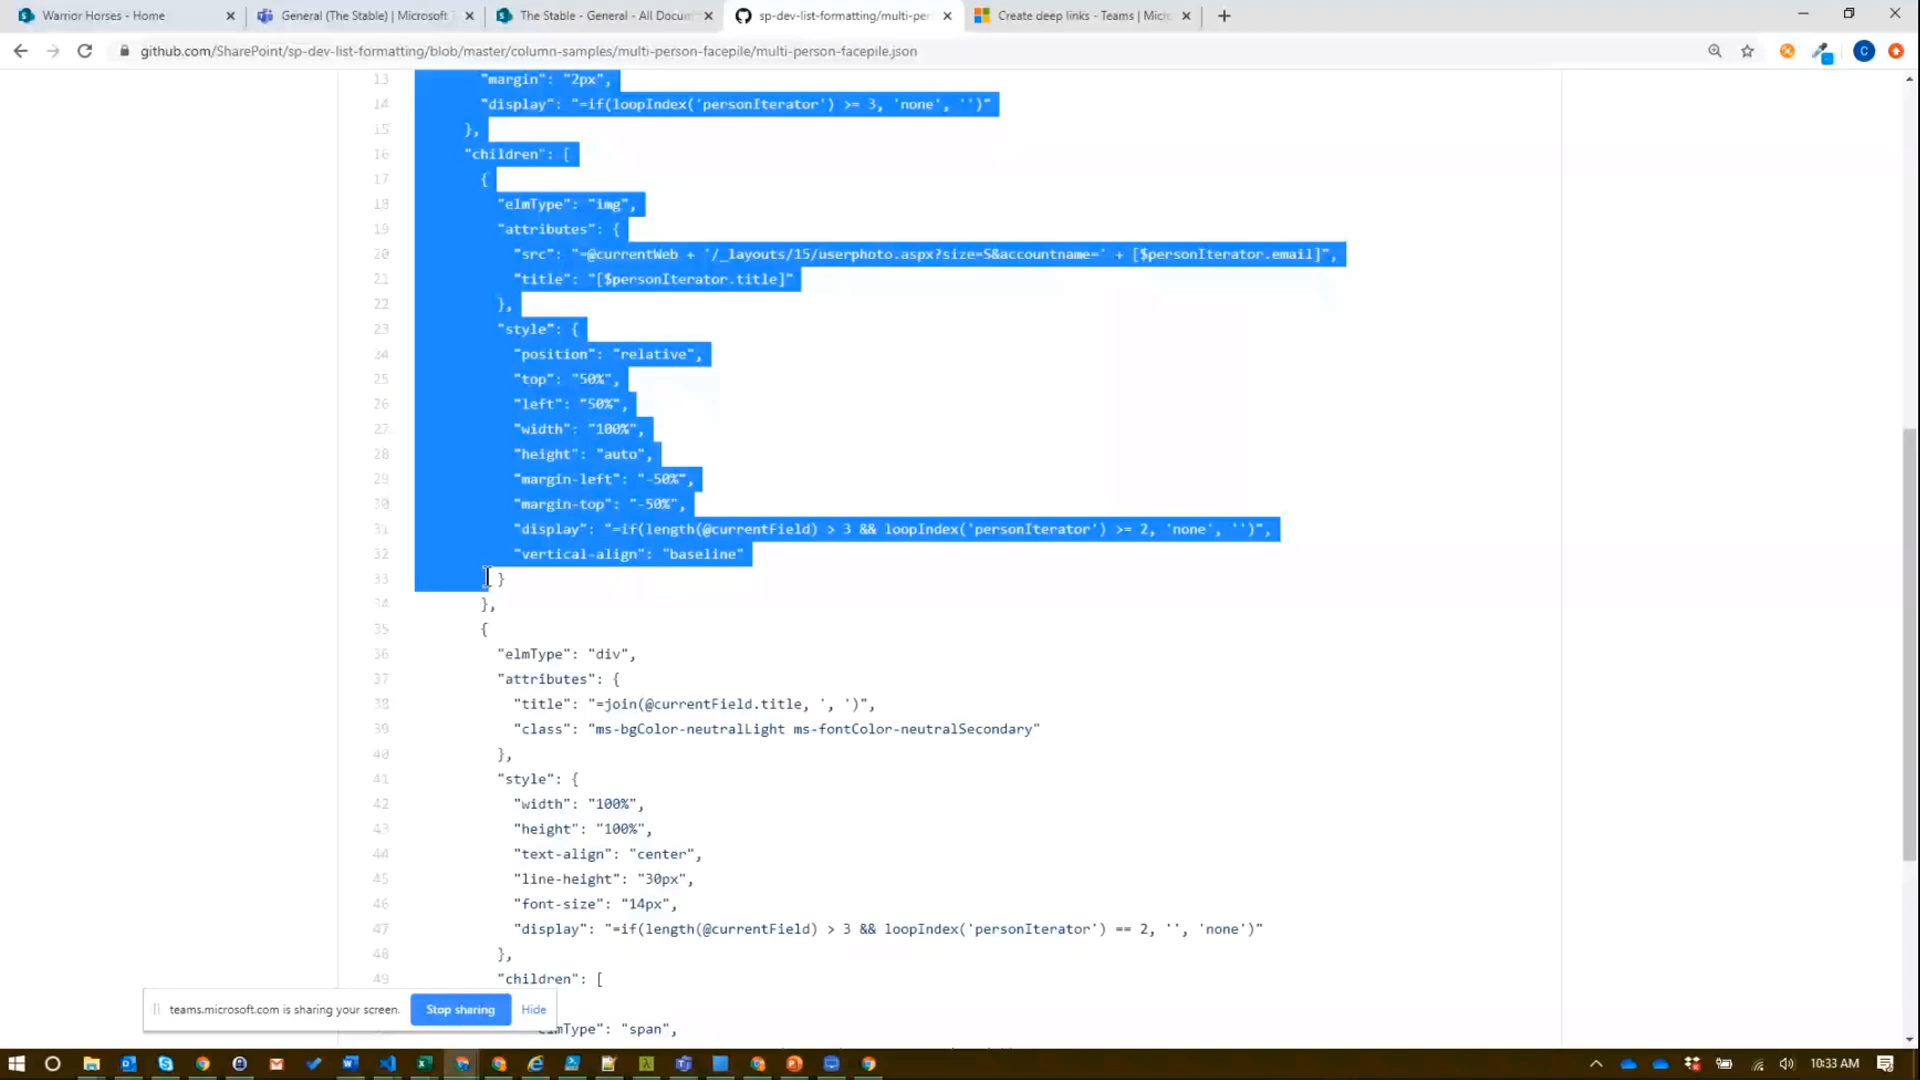 Warrior Horses - Home
General (The Stable) | Microsoft
The Stable - General - All Docum
sp-dev-list-formatting/multi-per
Create deep links - Teams | Micro
github.com/SharePoint/sp-dev-list-formatting/blob/master/column-samples/multi-person-facepile/multi-person-facepile.json
C
13 "margin": "2px",
14 "display": "=if(loopIndex('personIterator') >= 3, 'none', '')"
15 },
16 "children": [
17 {
18 "elmType": "img",
19 "attributes": {
20 "src": "=@currentWeb + '/_layouts/15/userphoto.aspx?size=S&accountname=' + [$personIterator.email]",
21 "title": "[$personIterator.title]"
22 },
23 "style": {
24 "position": "relative",
25 "top": "50%",
26 "left": "50%",
27 "width": "100%",
28 "height": "auto",
29 "margin-left": "-50%",
30 "margin-top": "-50%",
31 "display": "=if(length(@currentField) > 3 && loopIndex('personIterator') >= 2, 'none', '')",
32 "vertical-align": "baseline"
33 }
34 },
35 {
36 "elmType": "div",
37 "attributes": {
38 "title": "=join(@currentField.title, ', ')",
39 "class": "ms-bgColor-neutralLight ms-fontColor-neutralSecondary"
40 },
41 "style": {
42 "width": "100%",
43 "height": "100%",
44 "text-align": "center",
45 "line-height": "30px",
46 "font-size": "14px",
47 "display": "=if(length(@currentField) > 3 && loopIndex('personIterator') == 2, '', 'none')"
48 },
49 "children": [
teams.microsoft.com is sharing your screen. Stop sharing Hide
"span",
10:33 AM